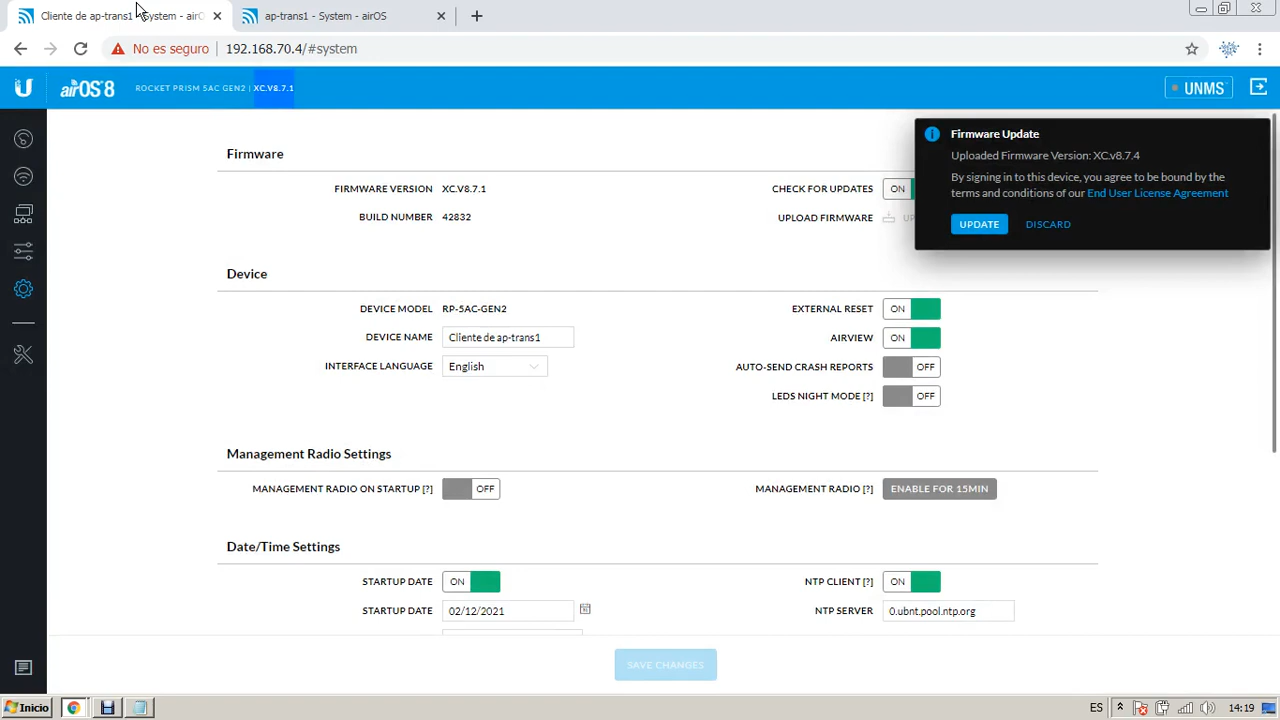 Cliente de ap-trans1 - System - airO
ap-trans1 - System - airOS
No es seguro
192.168.70.4/#system
U
airOS 8
ROCKET PRISM 5AC GEN2 | XC.V8.7.1
UNMS
Firmware
FIRMWARE VERSION XC.V8.7.1
CHECK FOR UPDATES ON
BUILD NUMBER 42832
UPLOAD FIRMWARE UP
Firmware Update
Uploaded Firmware Version: XC.v8.7.4
By signing in to this device, you agree to be bound by the
terms and conditions of our End User License Agreement
UPDATE DISCARD
Device
DEVICE MODEL RP-5AC-GEN2
EXTERNAL RESET ON
DEVICE NAME Cliente de ap-trans1
AIRVIEW ON
INTERFACE LANGUAGE English
AUTO-SEND CRASH REPORTS OFF
LEDS NIGHT MODE [?] OFF
Management Radio Settings
MANAGEMENT RADIO ON STARTUP [?] OFF
MANAGEMENT RADIO [?] ENABLE FOR 15MIN
Date/Time Settings
STARTUP DATE ON
NTP CLIENT [?] ON
STARTUP DATE 02/12/2021
NTP SERVER 0.ubnt.pool.ntp.org
SAVE CHANGES
Inicio
ES
14:19